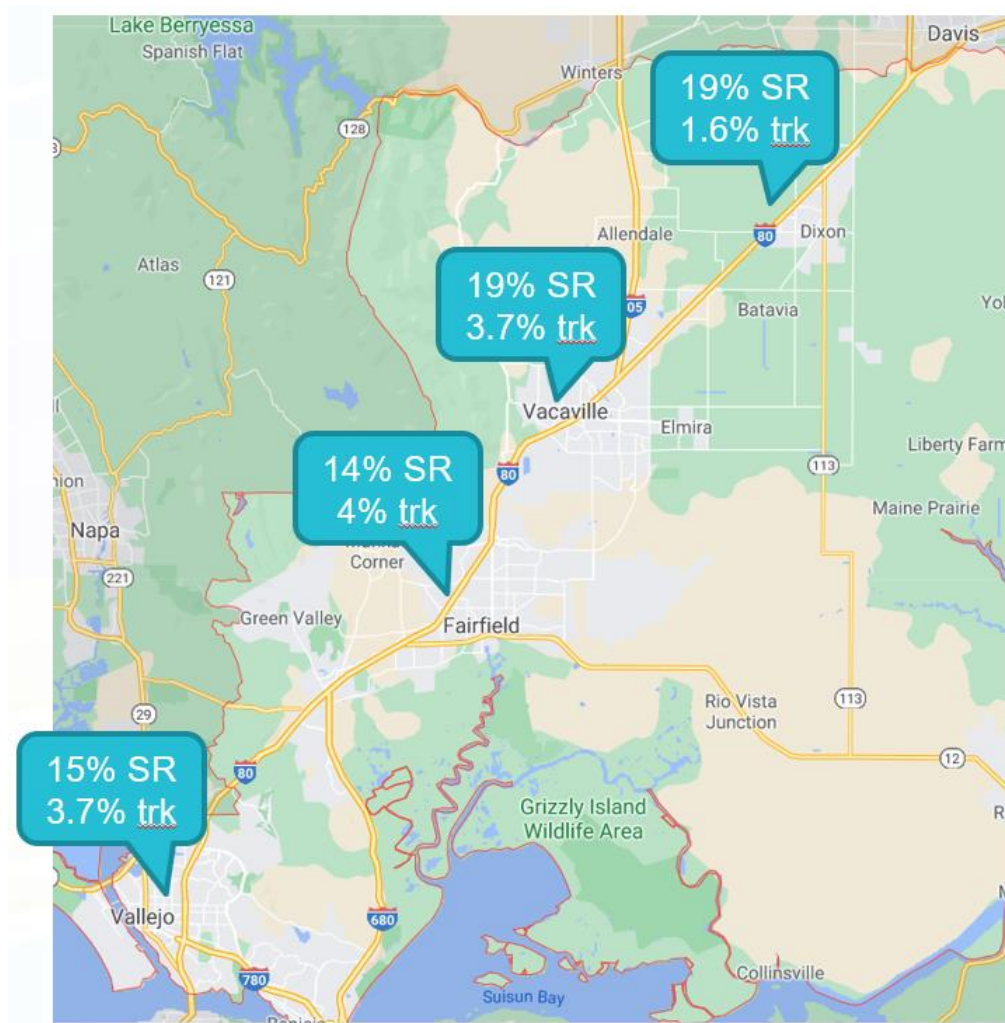 Lake Berryessa
Spanish Flat
Davis
Winters
19% SR
1.6% trk
128
Allendale
80
Dixon
Atlas
121
19% SR
3.7% trk
05
Batavia
Vacaville
Elmira
Liberty Farm
14% SR
4% trk
80
113
Maine Prairie
nion
Napa
Corner
221
Green Valley
Fairfield
Rio Vista
Junction
113
29
12
15% SR
3.7% trk
80
Grizzly Island
Wildlife Area
Vallejo
680
780
Collinsville
Suisun Bay